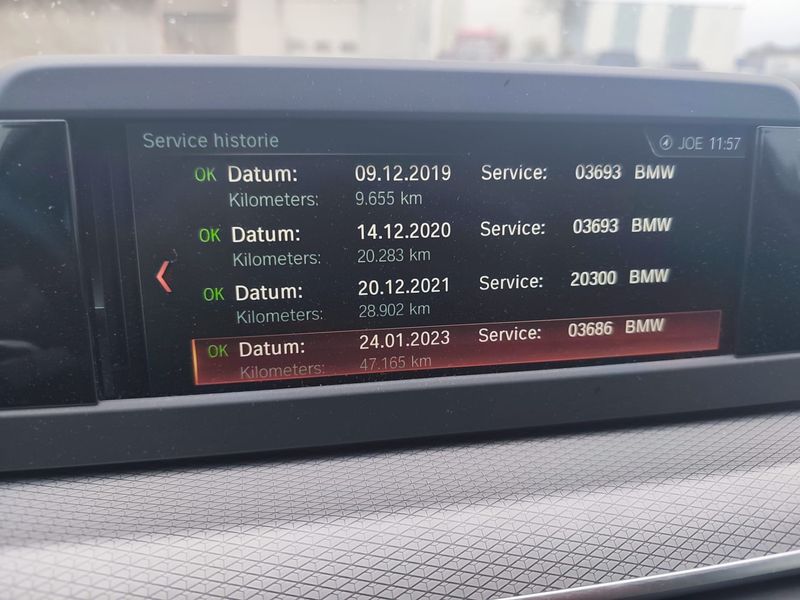 Service historie JOE 11:57
OK Datum: 09.12.2019 Service: 03693 BMW
Kilometers: 9.655 km
OK Datum: 14.12.2020 Service: 03693 BMW
Kilometers: 20.283 km
OK Datum: 20.12.2021 Service: 20300 BMW
Kilometers: 28.902 km
OK Datum: 24.01.2023 Service: 03686 BMW
Kilometers: 47.165 km